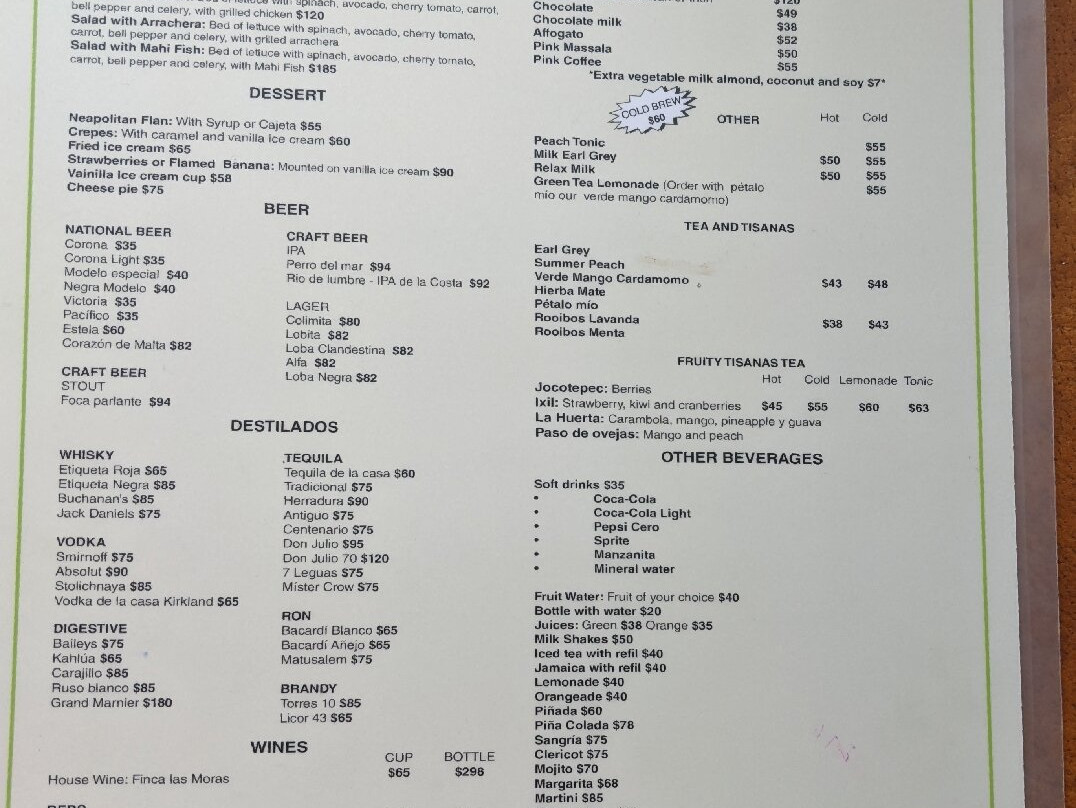 bell pepper and celery, with grilled chicken $120
Salad with Arrachera: Bed of lettuce with spinach, avocado, cherry tomato,
carrot, bell pepper and celery, with grilled arrachera
Salad with Mahi Fish: Bed of lettuce with spinach, avocado, cherry tomato,
carrot, bell pepper and celery, with Mahi Fish $185
DESSERT
Neapolitan Flan: With Syrup or Cajeta $55
Crepes: With caramel and vanilla ice cream $60
Fried ice cream $65
Strawberries or Flamed Banana: Mounted on vanilla ice cream $90
Vainilla ice cream cup $58
Cheese pie $75
BEER
NATIONAL BEER
Corona $35
Corona Light $35
Modelo especial $40
Negra Modelo $40
Victoria $35
Pacífico $35
Estela $60
Corazón de Malta $82
CRAFT BEER
STOUT
Foca parlante $94
CRAFT BEER
IPA
Perro del mar $94
Rio de lumbre - IPA de la Costa $92
LAGER
Colimita $80
Lobita $82
Loba Clandestina $82
Alfa $82
Loba Negra $82
DESTILADOS
WHISKY
Etiqueta Roja $65
Etiqueta Negra $85
Buchanan's $85
Jack Daniels $75
VODKA
Smirnoff $75
Absolut $90
Stolichnaya $85
Vodka de la casa Kirkland $65
DIGESTIVE
Baileys $75
Kahlúa $65
Carajillo $85
Ruso blanco $85
Grand Marnier $180
TEQUILA
Tequila de la casa $60
Tradicional $75
Herradura $90
Antiguo $75
Centenario $75
Don Julio $95
Don Julio 70 $120
7 Leguas $75
Míster Crow $75
RON
Bacardí Blanco $65
Bacardí Añejo $65
Matusalem $75
BRANDY
Torres 10 $85
Licor 43 $65
WINES
CUP BOTTLE
House Wine: Finca las Moras $65 $296
Chocolate $49
Chocolate milk $38
Affogato $52
Pink Massala $50
Pink Coffee $55
*Extra vegetable milk almond, coconut and soy $7*
COLD BREW
$60
OTHER Hot Cold
Peach Tonic $55
Milk Earl Grey $50 $55
Relax Milk $50 $55
Green Tea Lemonade (Order with pétalo $55
mío our verde mango cardamomo)
TEA AND TISANAS
Earl Grey
Summer Peach
Verde Mango Cardamomo $43 $48
Hierba Mate
Pétalo mío
Rooibos Lavanda $38 $43
Rooibos Menta
FRUITY TISANAS TEA
Hot Cold Lemonade Tonic
Jocotepec: Berries
Ixil: Strawberry, kiwi and cranberries $45 $55 $60 $63
La Huerta: Carambola, mango, pineapple y guava
Paso de ovejas: Mango and peach
OTHER BEVERAGES
Soft drinks $35
• Coca-Cola
• Coca-Cola Light
• Pepsi Cero
• Sprite
• Manzanita
• Mineral water
Fruit Water: Fruit of your choice $40
Bottle with water $20
Juices: Green $38 Orange $35
Milk Shakes $50
Iced tea with refil $40
Jamaica with refil $40
Lemonade $40
Orangeade $40
Piñada $60
Piña Colada $78
Sangría $75
Clericot $75
Mojito $70
Margarita $68
Martini $85